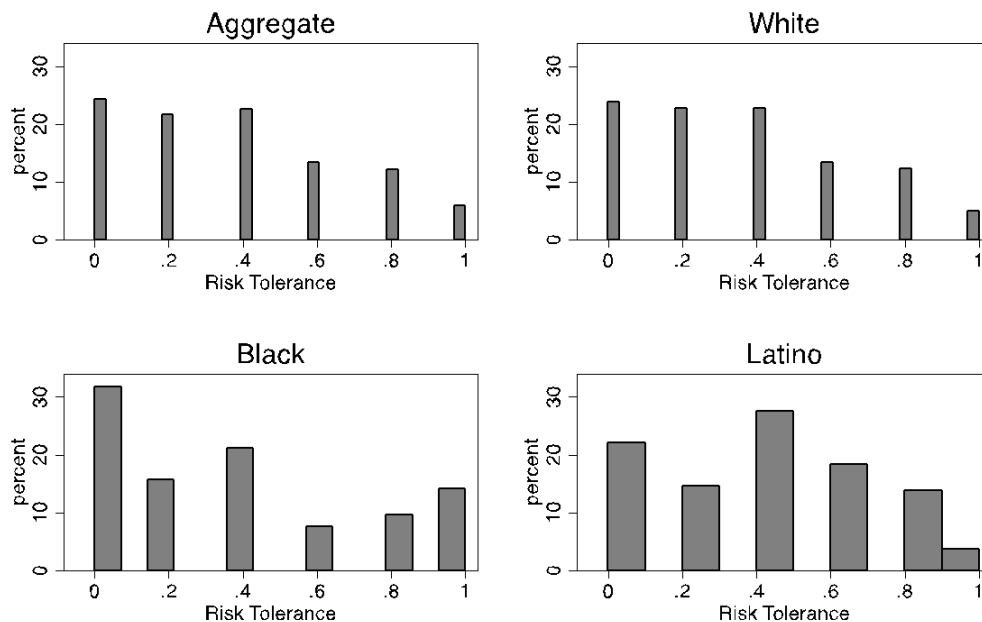 Aggregate
percent
0 10 20 30
0 .2 .4 .6 .8 1
Risk Tolerance
White
percent
0 10 20 30
0 .2 .4 .6 .8 1
Risk Tolerance
Black
percent
0 10 20 30
0 .2 .4 .6 .8 1
Risk Tolerance
Latino
percent
0 10 20 30
0 .2 .4 .6 .8 1
Risk Tolerance